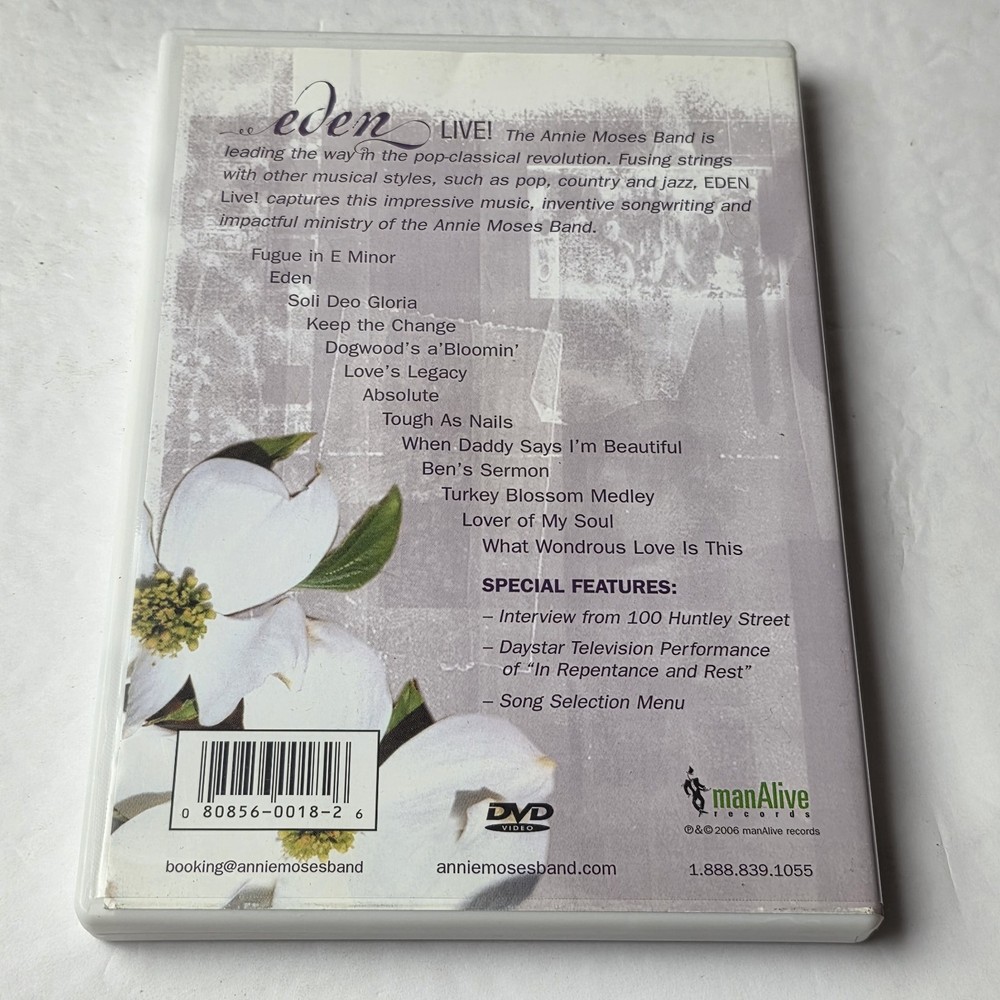 eden LIVE! The Annie Moses Band is
leading the way in the pop-classical revolution. Fusing strings
with other musical styles, such as pop, country and jazz, EDEN
Live! captures this impressive music, inventive songwriting and
impactful ministry of the Annie Moses Band.
Fugue in E Minor
Eden
Soli Deo Gloria
Keep the Change
Dogwood's a'Bloomin'
Love's Legacy
Absolute
Tough As Nails
When Daddy Says I'm Beautiful
Ben's Sermon
Turkey Blossom Medley
Lover of My Soul
What Wondrous Love Is This
SPECIAL FEATURES:
– Interview from 100 Huntley Street
– Daystar Television Performance
of "In Repentance and Rest"
– Song Selection Menu
0 80856-0018-2 6
DVD
VIDEO
manAlive
records
℗&© 2006 manAlive records
booking@anniemosesband
anniemosesband.com
1.888.839.1055